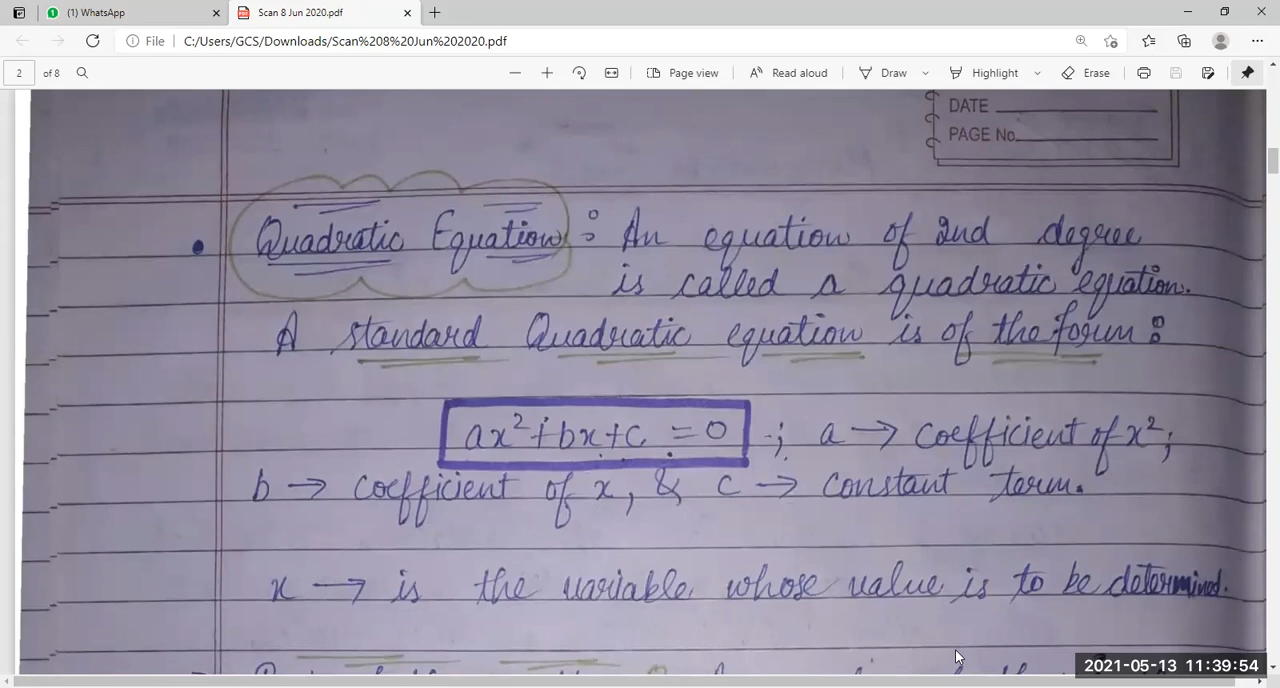 (1) WhatsApp
Scan 8 Jun 2020.pdf
File C:/Users/GCS/Downloads/Scan%208%20Jun%202020.pdf
2 of 8 Page view Read aloud Draw Highlight Erase
DATE
PAGE No.
Quadratic Equation : An equation of 2nd degree
is called a quadratic equation.
A standard Quadratic equation is of the form :
ax²+bx+c = 0 ; a → coefficient of x²;
b → coefficient of x, & c → constant term.
x → is the variable whose value is to be determined.
2021-05-13 11:39:54